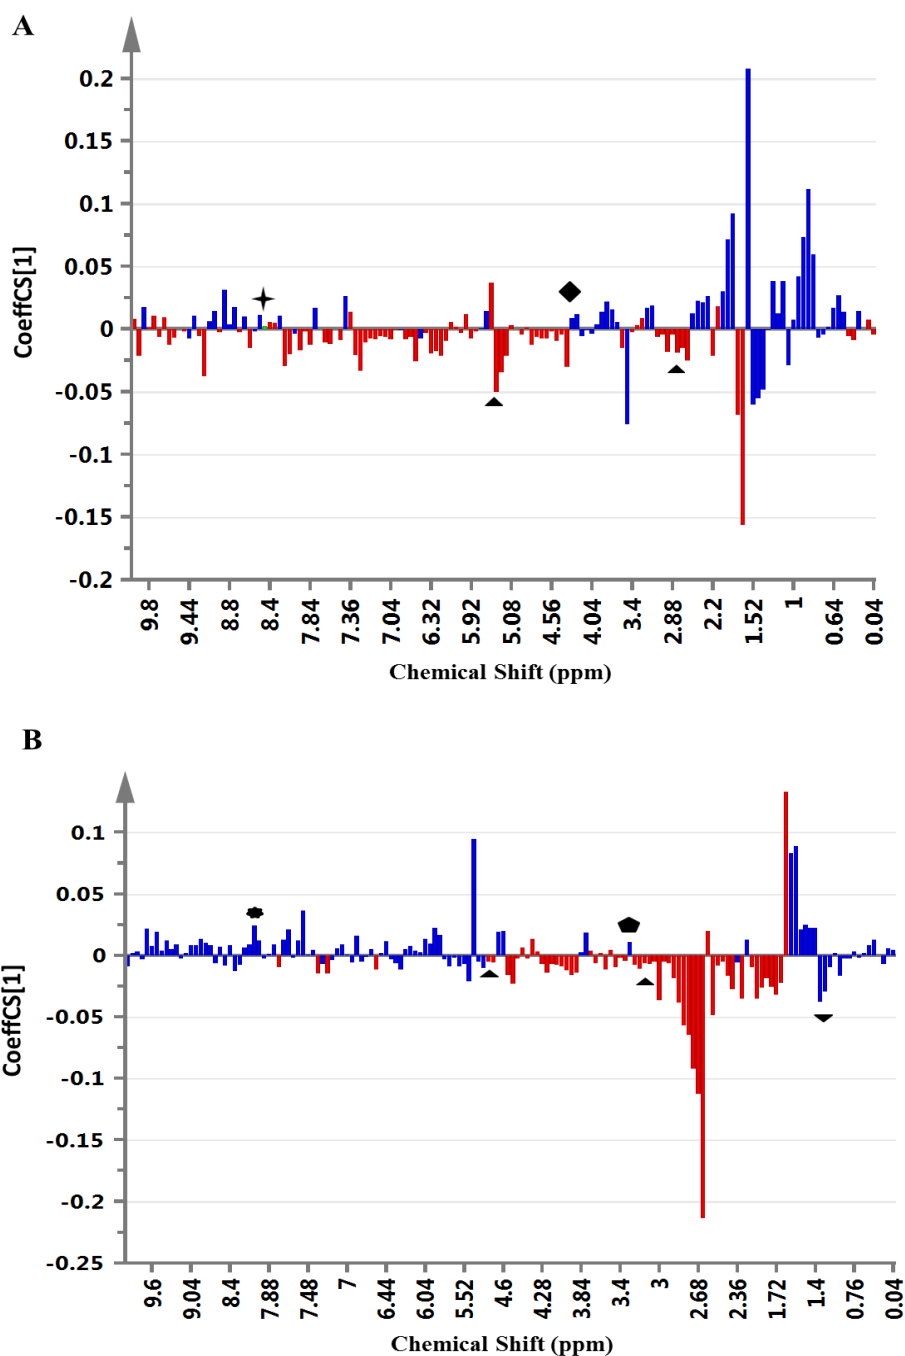 A
CoeffCS[1]
0.2
0.15
0.1
0.05
0
-0.05
-0.1
-0.15
-0.2
9.8 9.44 8.8 8.4 7.84 7.36 7.04 6.32 5.92 5.08 4.56 4.04 3.4 2.88 2.2 1.52 1 0.64 0.04
Chemical Shift (ppm)
B
CoeffCS[1]
0.1
0.05
0
-0.05
-0.1
-0.15
-0.2
-0.25
9.6 9.04 8.4 7.88 7.48 7 6.44 6.04 5.52 4.6 4.28 3.84 3.4 3 2.68 2.36 1.72 1.4 0.76 0.04
Chemical Shift (ppm)